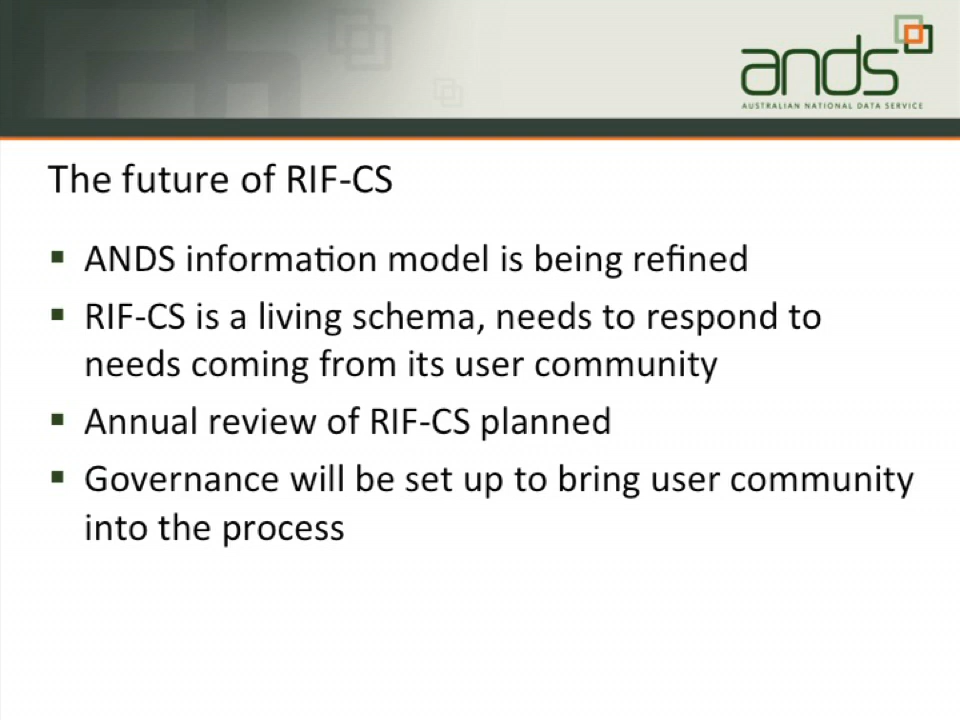 ands
AUSTRALIAN NATIONAL DATA SERVICE
The future of RIF-CS
▪ ANDS information model is being refined
▪ RIF-CS is a living schema, needs to respond to
needs coming from its user community
▪ Annual review of RIF-CS planned
▪ Governance will be set up to bring user community
into the process